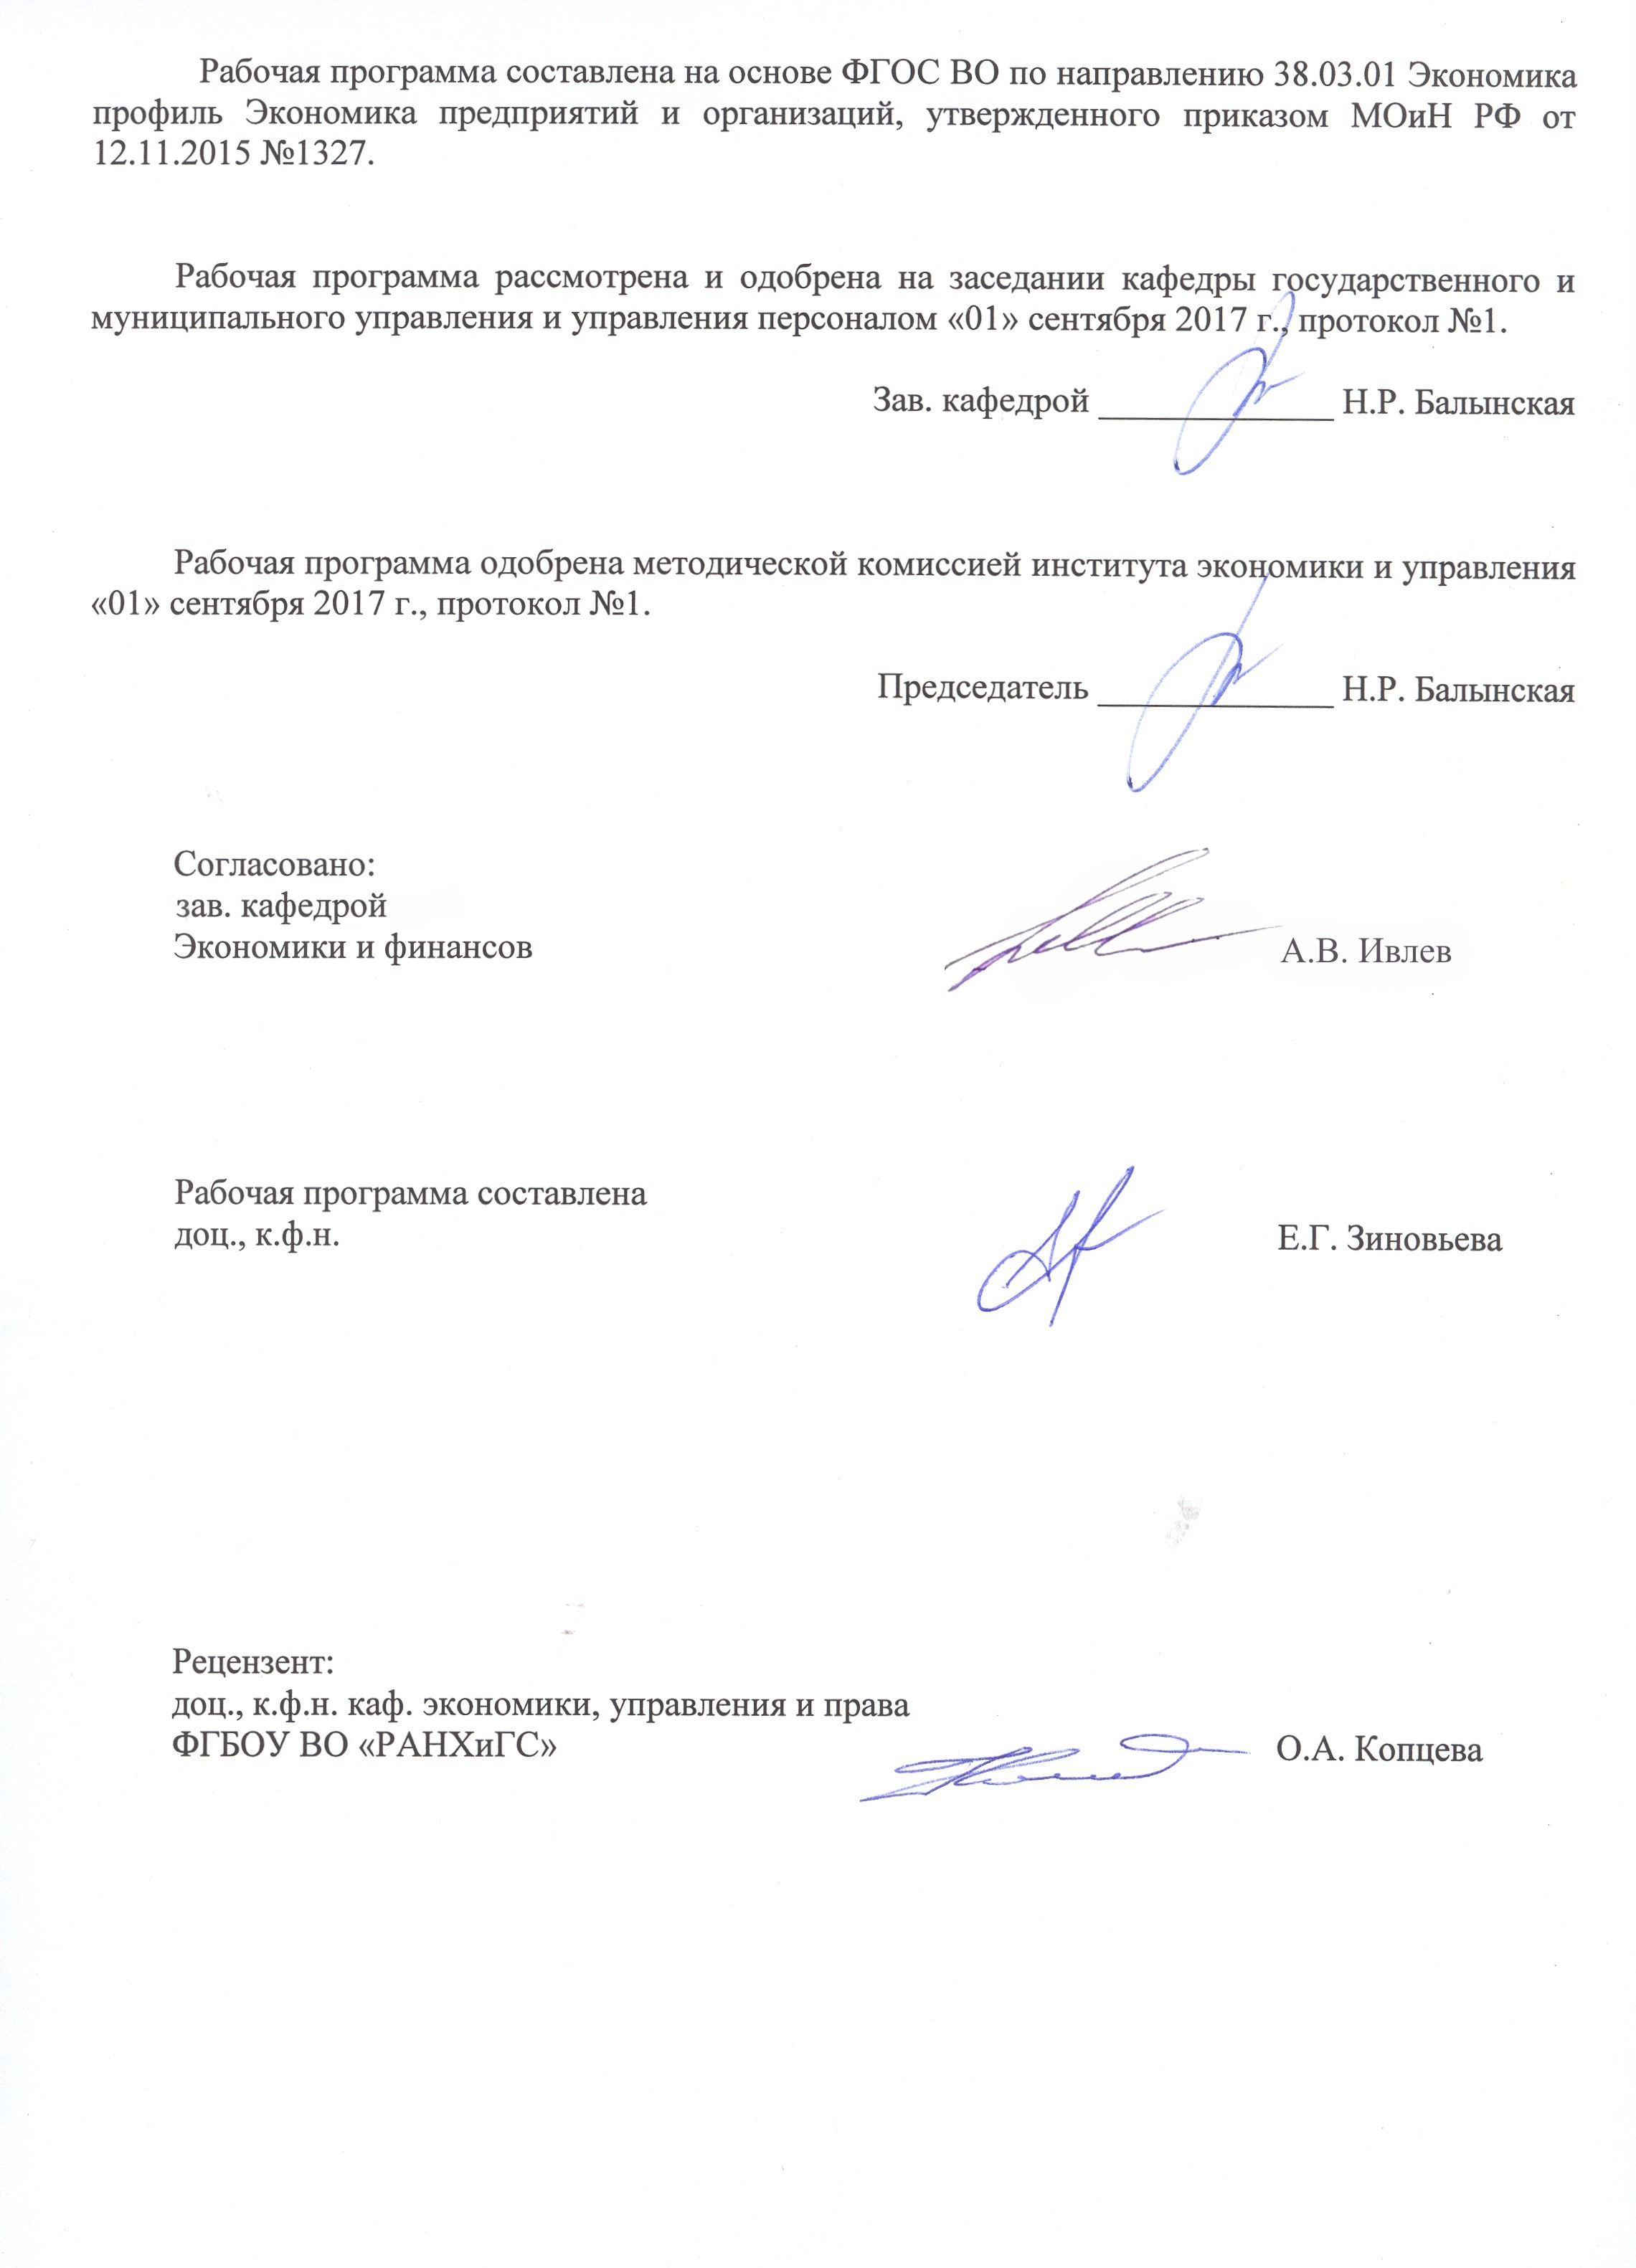 Рабочая программа составлена на основе ФГОС ВО по направлению 38.03.01 Экономика
профиль Экономика предприятий и организаций, утвержденного приказом МОиН РФ от
12.11.2015 №1327.
Рабочая программа рассмотрена и одобрена на заседании кафедры государственного и
муниципального управления и управления персоналом «01» сентября 2017 г., протокол №1.
Зав. кафедрой ______________ Н.Р. Балынская
Рабочая программа одобрена методической комиссией института экономики и управления
«01» сентября 2017 г., протокол №1.
Председатель ______________ Н.Р. Балынская
Согласовано:
зав. кафедрой
Экономики и финансов А.В. Ивлев
Рабочая программа составлена
доц., к.ф.н. Е.Г. Зиновьева
Рецензент:
доц., к.ф.н. каф. экономики, управления и права
ФГБОУ ВО «РАНХиГС» О.А. Копцева